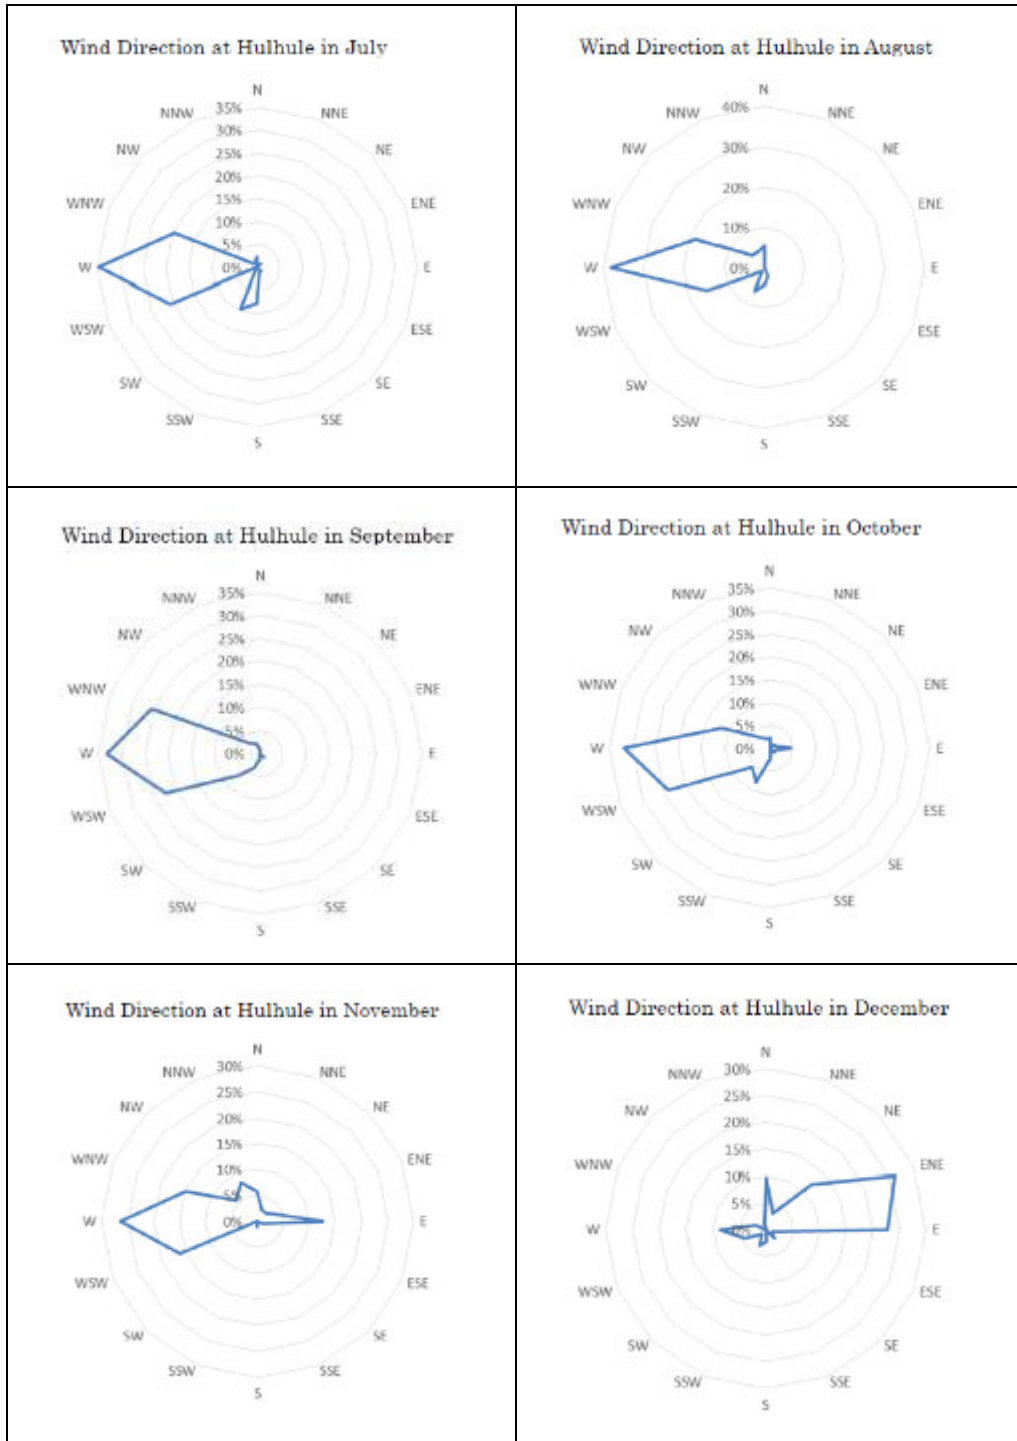 Wind Direction at Hulhule in July
N
NNW 35% NNE
30%
NW 25% NE
20%
WNW 15% ENE
10%
5%
W 0% E
WSW ESE
SW SE
SSW SSE
S
Wind Direction at Hulhule in August
N
40%
NNW NNE
NW 30% NE
20%
WNW ENE
10%
W 0% E
WSW ESE
SW SE
SSW SSE
S
Wind Direction at Hulhule in September
N
NNW 35% NNE
30%
NW 25% NE
20%
WNW 15% ENE
10%
5%
W 0% E
WSW ESE
SW SE
SSW SSE
S
Wind Direction at Hulhule in October
N
NNW 35% NNE
30%
NW 25% NE
20%
WNW 15% ENE
10%
5%
W 0% E
WSW ESE
SW SE
SSW SSE
S
Wind Direction at Hulhule in November
N
NNW 30% NNE
25%
NW NE
20%
WNW 15% ENE
10%
5%
W 0% E
WSW ESE
SW SE
SSW SSE
S
Wind Direction at Hulhule in December
N
NNW 30% NNE
25%
NW NE
20%
WNW 15% ENE
10%
5%
W 0% E
WSW ESE
SW SE
SSW SSE
S